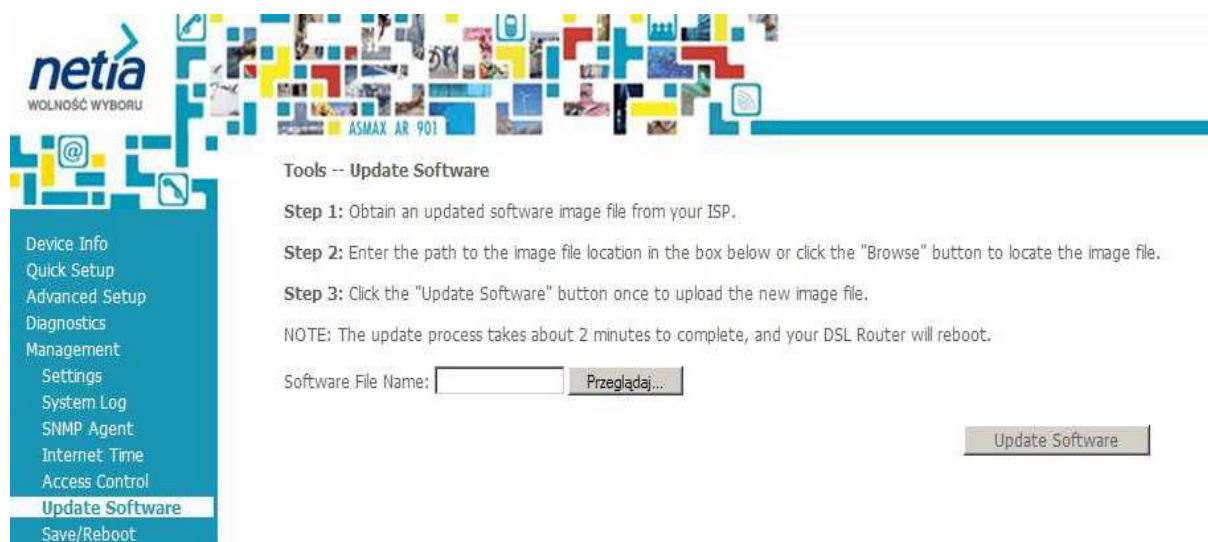 netia
WOLNOŚĆ WYBORU
ASMAX AR 901
@
Tools -- Update Software
Step 1: Obtain an updated software image file from your ISP.
Step 2: Enter the path to the image file location in the box below or click the "Browse" button to locate the image file.
Step 3: Click the "Update Software" button once to upload the new image file.
NOTE: The update process takes about 2 minutes to complete, and your DSL Router will reboot.
Software File Name: Przeglądaj...
Update Software
Device Info
Quick Setup
Advanced Setup
Diagnostics
Management
Settings
System Log
SNMP Agent
Internet Time
Access Control
Update Software
Save/Reboot